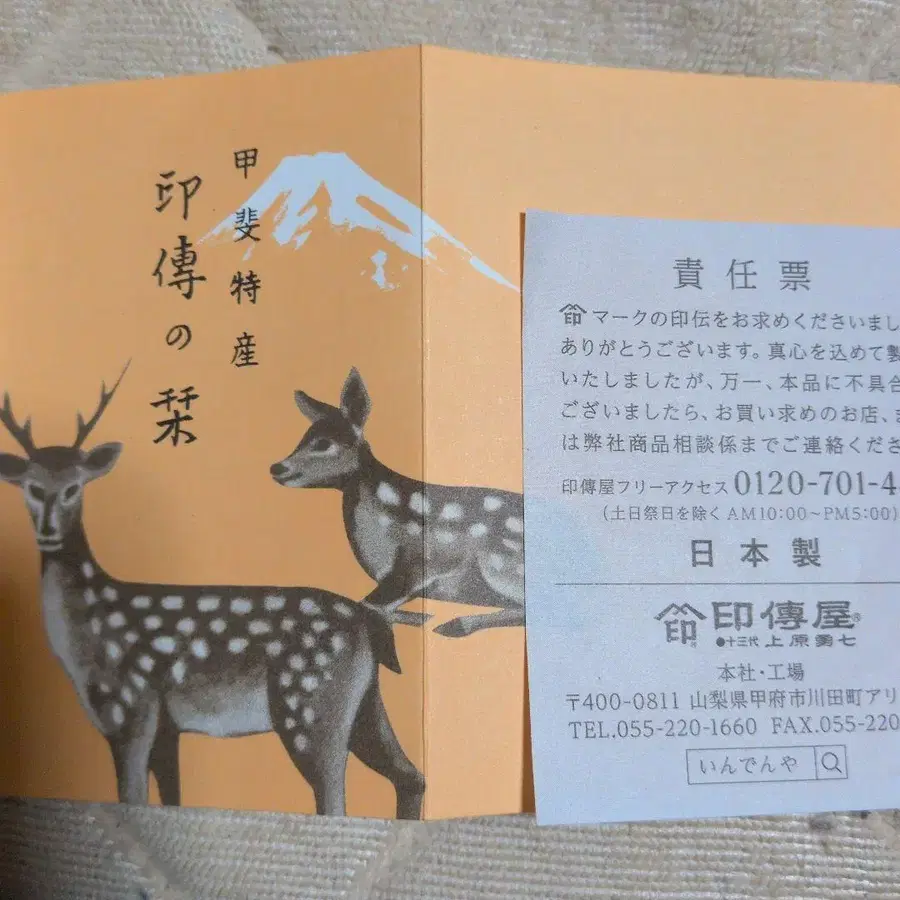 甲斐特産
印傳の栞
責任票
マークの印伝をお求めくださいまし
ありがとうございます。真心を込めて製
いたしましたが、万一、本品に不具合
ございましたら、お買い求めのお店、ま
は弊社商品相談係までご連絡くださ
印傳屋フリーアクセス 0120-701-4
(土日祭日を除く AM10:00~PM5:00)
日本製
印 印傳屋®
●十三代 上原勇七
本社・工場
〒400-0811 山梨県甲府市川田町アリ
TEL.055-220-1660 FAX.055-220
いんでんや